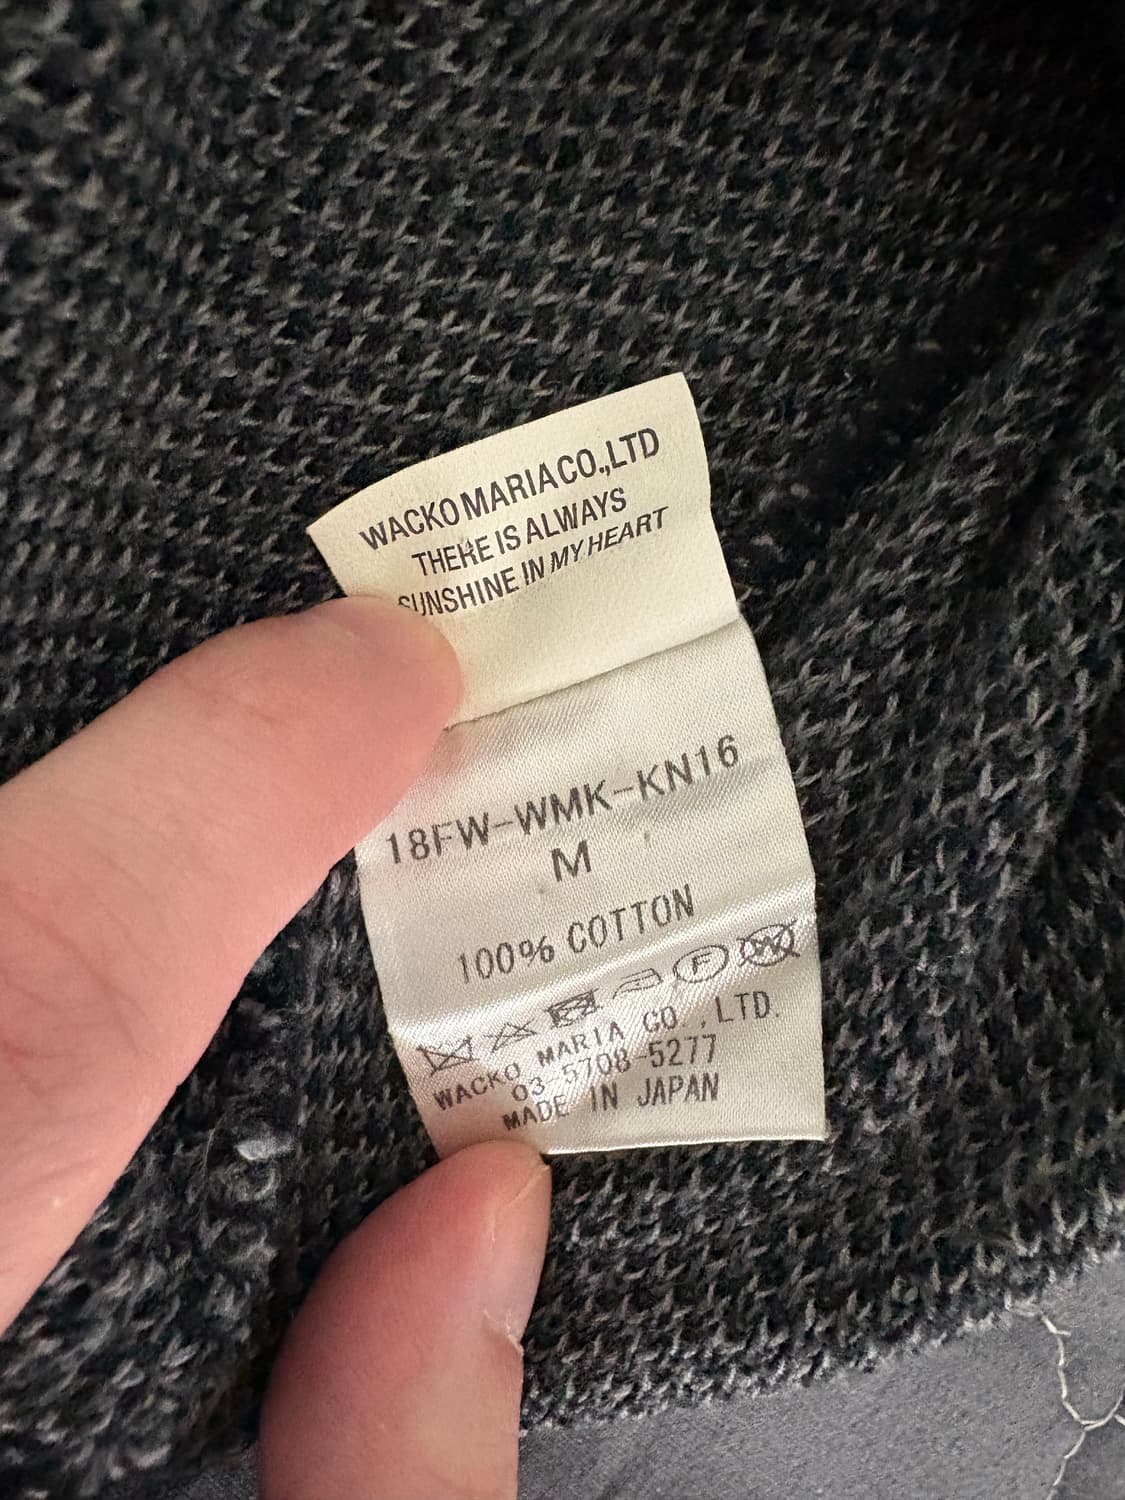 WACKO MARIA CO.,LTD
THERE IS ALWAYS
SUNSHINE IN MY HEART
18FW-WMK-KN16
M
100% COTTON
F W
WACKO MARIA CO.,LTD.
03-5708-5277
MADE IN JAPAN